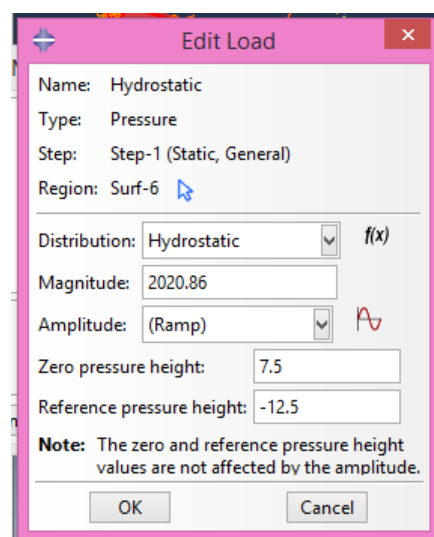 Edit Load
Name: Hydrostatic
Type: Pressure
Step: Step-1 (Static, General)
Region: Surf-6
Distribution: Hydrostatic f(x)
Magnitude: 2020.86
Amplitude: (Ramp)
Zero pressure height: 7.5
Reference pressure height: -12.5
Note: The zero and reference pressure height
values are not affected by the amplitude.
OK Cancel